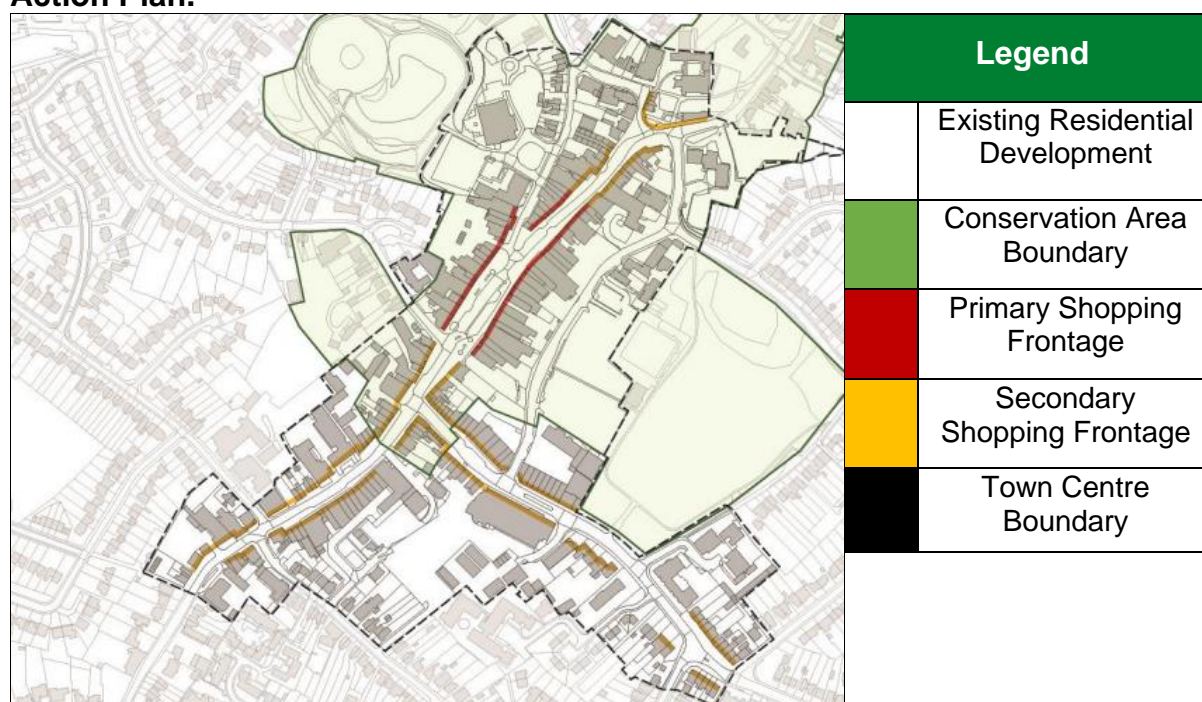 Action Plan.
Legend
Existing Residential
Development
Conservation Area
Boundary
Primary Shopping
Frontage
Secondary
Shopping Frontage
Town Centre
Boundary